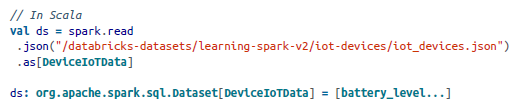 // In Scala
val ds = spark.read
.json("/databricks-datasets/learning-spark-v2/iot-devices/iot_devices.json")
.as[DeviceIoTData]
ds: org.apache.spark.sql.Dataset[DeviceIoTData] = [battery_level...]